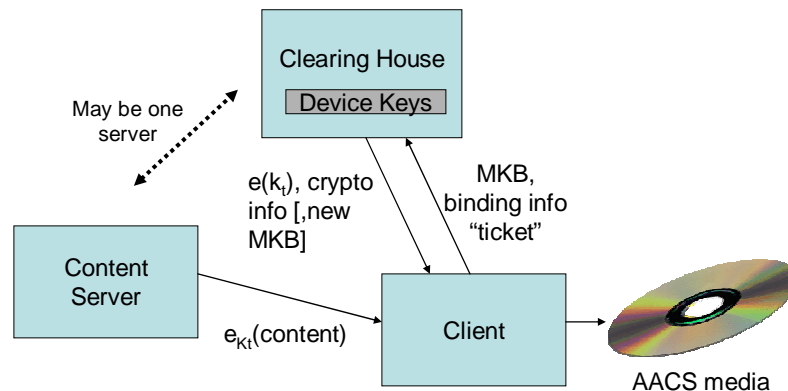 Clearing House
Device Keys
May be one
server
e(kₜ), crypto
info [,new
MKB]
MKB,
binding info
“ticket”
Content
Server
e_Kt(content)
Client
AACS media